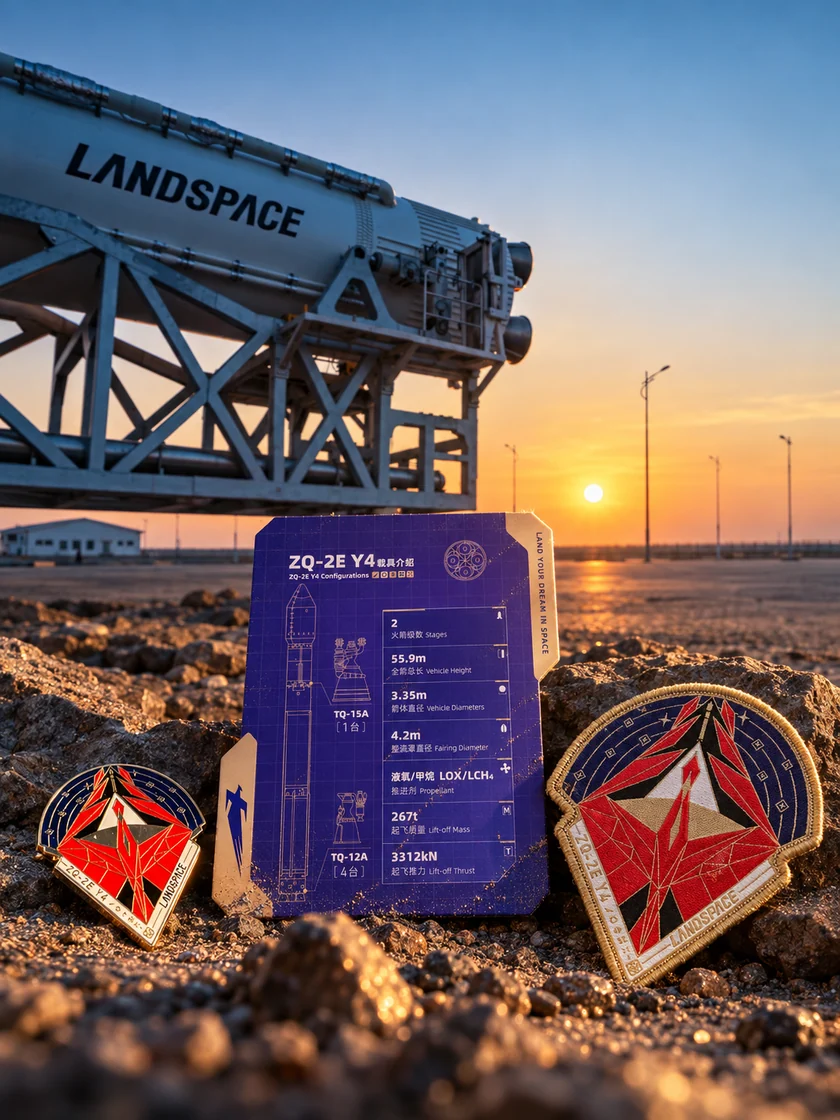 LANDSPACE
ZQ-2E Y4 載具介紹
ZQ-2E Y4 Configurations
LAND YOUR DREAM IN SPACE
2
火箭级数 Stages
55.9m
全箭总长 Vehicle Height
3.35m
箭体直径 Vehicle Diameters
4.2m
整流罩直径 Fairing Diameter
液氧/甲烷 LOX/LCH₄
推进剂 Propellant
267t
起飞质量 Lift-off Mass
M
3312kN
起飞推力 Lift-off Thrust
T
TQ-15A
[1台]
TQ-12A
[4台]
ZQ-2E Y4
LANDSPACE
ZQ-2E Y4
LANDSPACE